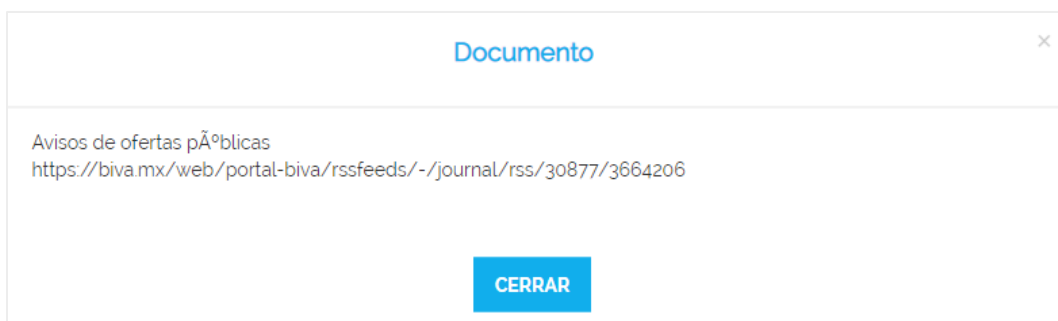 Documento
×
Avisos de ofertas pÃºblicas
https://biva.mx/web/portal-biva/rssfeeds/-/journal/rss/30877/3664206
CERRAR